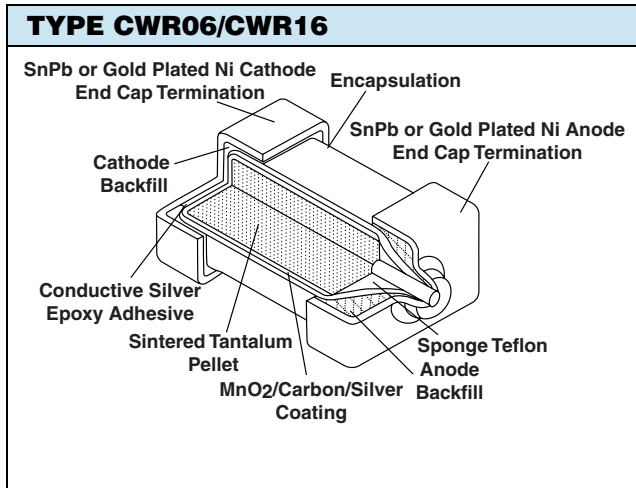 TYPE CWR06/CWR16
SnPb or Gold Plated Ni Cathode
End Cap Termination
Encapsulation
SnPb or Gold Plated Ni Anode
End Cap Termination
Cathode
Backfill
Conductive Silver
Epoxy Adhesive
Sintered Tantalum
Pellet
MnO2/Carbon/Silver
Coating
Sponge Teflon
Anode
Backfill